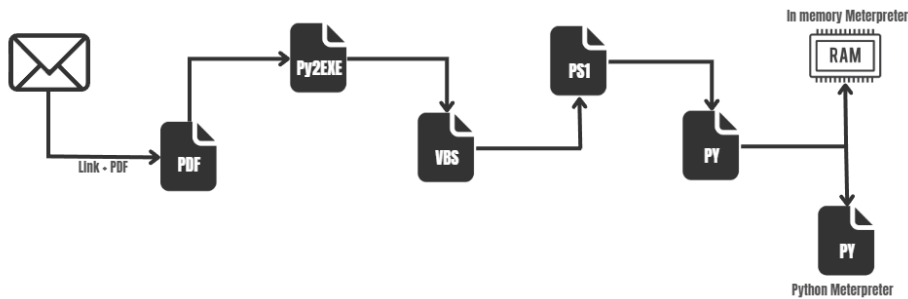 In memory Meterpreter
RAM
Py2EXE
PS1
Link + PDF
PDF
VBS
PY
PY
Python Meterpreter